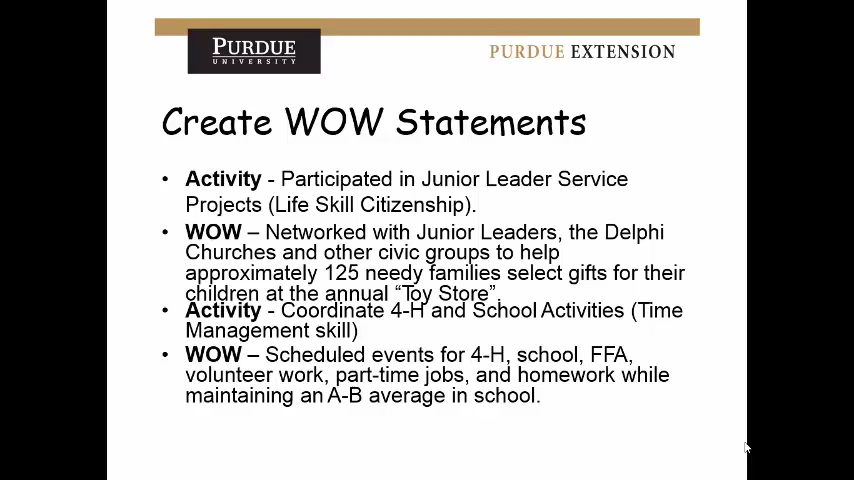 PURDUE
UNIVERSITY
PURDUE EXTENSION
Create WOW Statements
• Activity - Participated in Junior Leader Service
Projects (Life Skill Citizenship).
• WOW – Networked with Junior Leaders, the Delphi
Churches and other civic groups to help
approximately 125 needy families select gifts for their
children at the annual “Toy Store”.
• Activity - Coordinate 4-H and School Activities (Time
Management skill)
• WOW – Scheduled events for 4-H, school, FFA,
volunteer work, part-time jobs, and homework while
maintaining an A-B average in school.